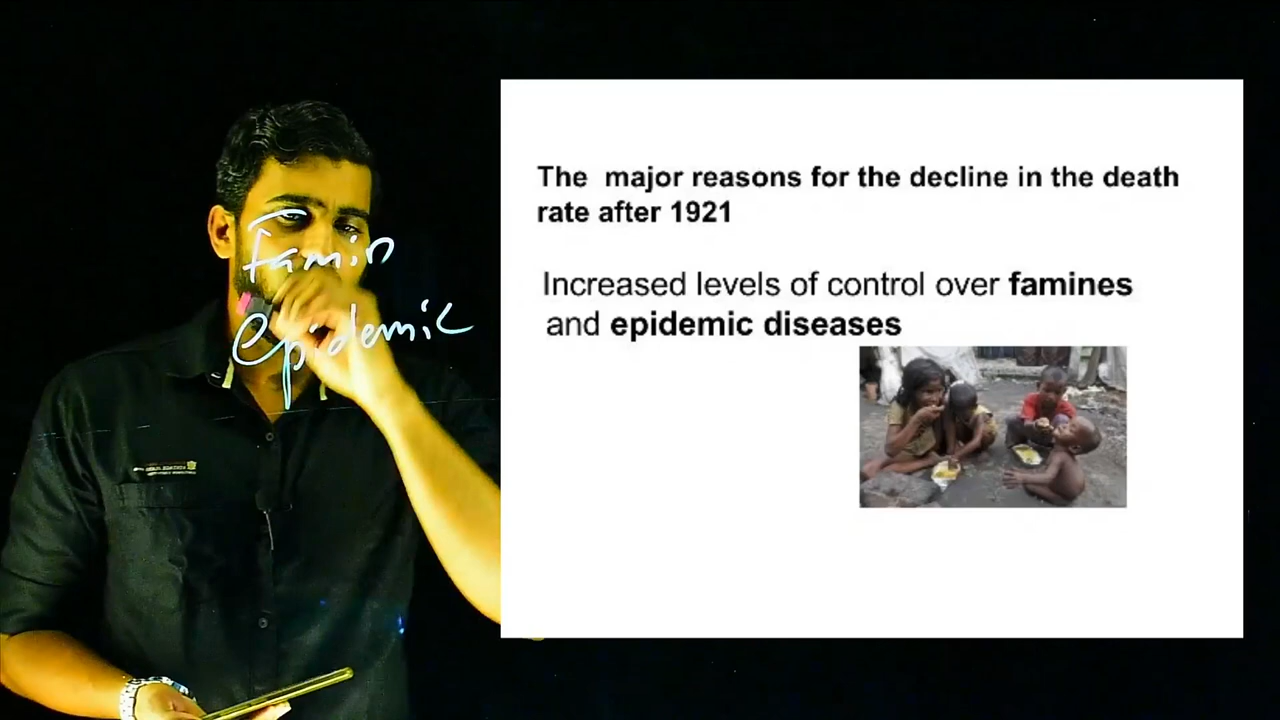 Famin
epidemic
The major reasons for the decline in the death
rate after 1921
Increased levels of control over famines
and epidemic diseases